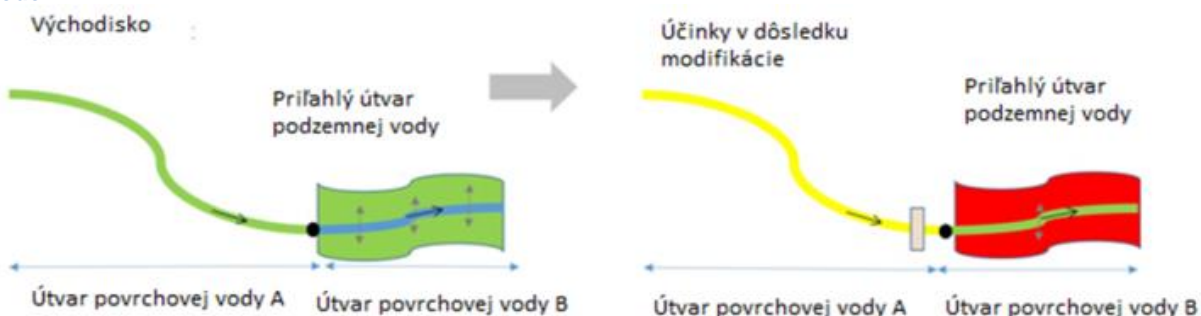 Východisko
Priľahlý útvar
podzemnej vody
Útvar povrchovej vody A
Útvar povrchovej vody B
Účinky v dôsledku
modifikácie
Priľahlý útvar
podzemnej vody
Útvar povrchovej vody A
Útvar povrchovej vody B